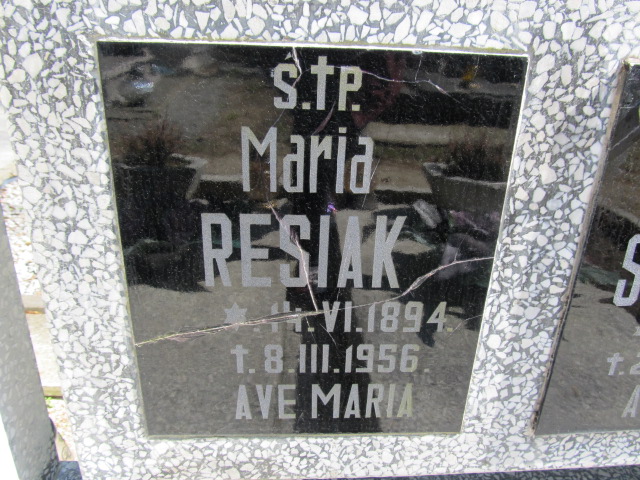 Ś.†P.
Maria
RESIAK
★ 14.VI.1894.
†.8.III.1956.
AVE MARIA